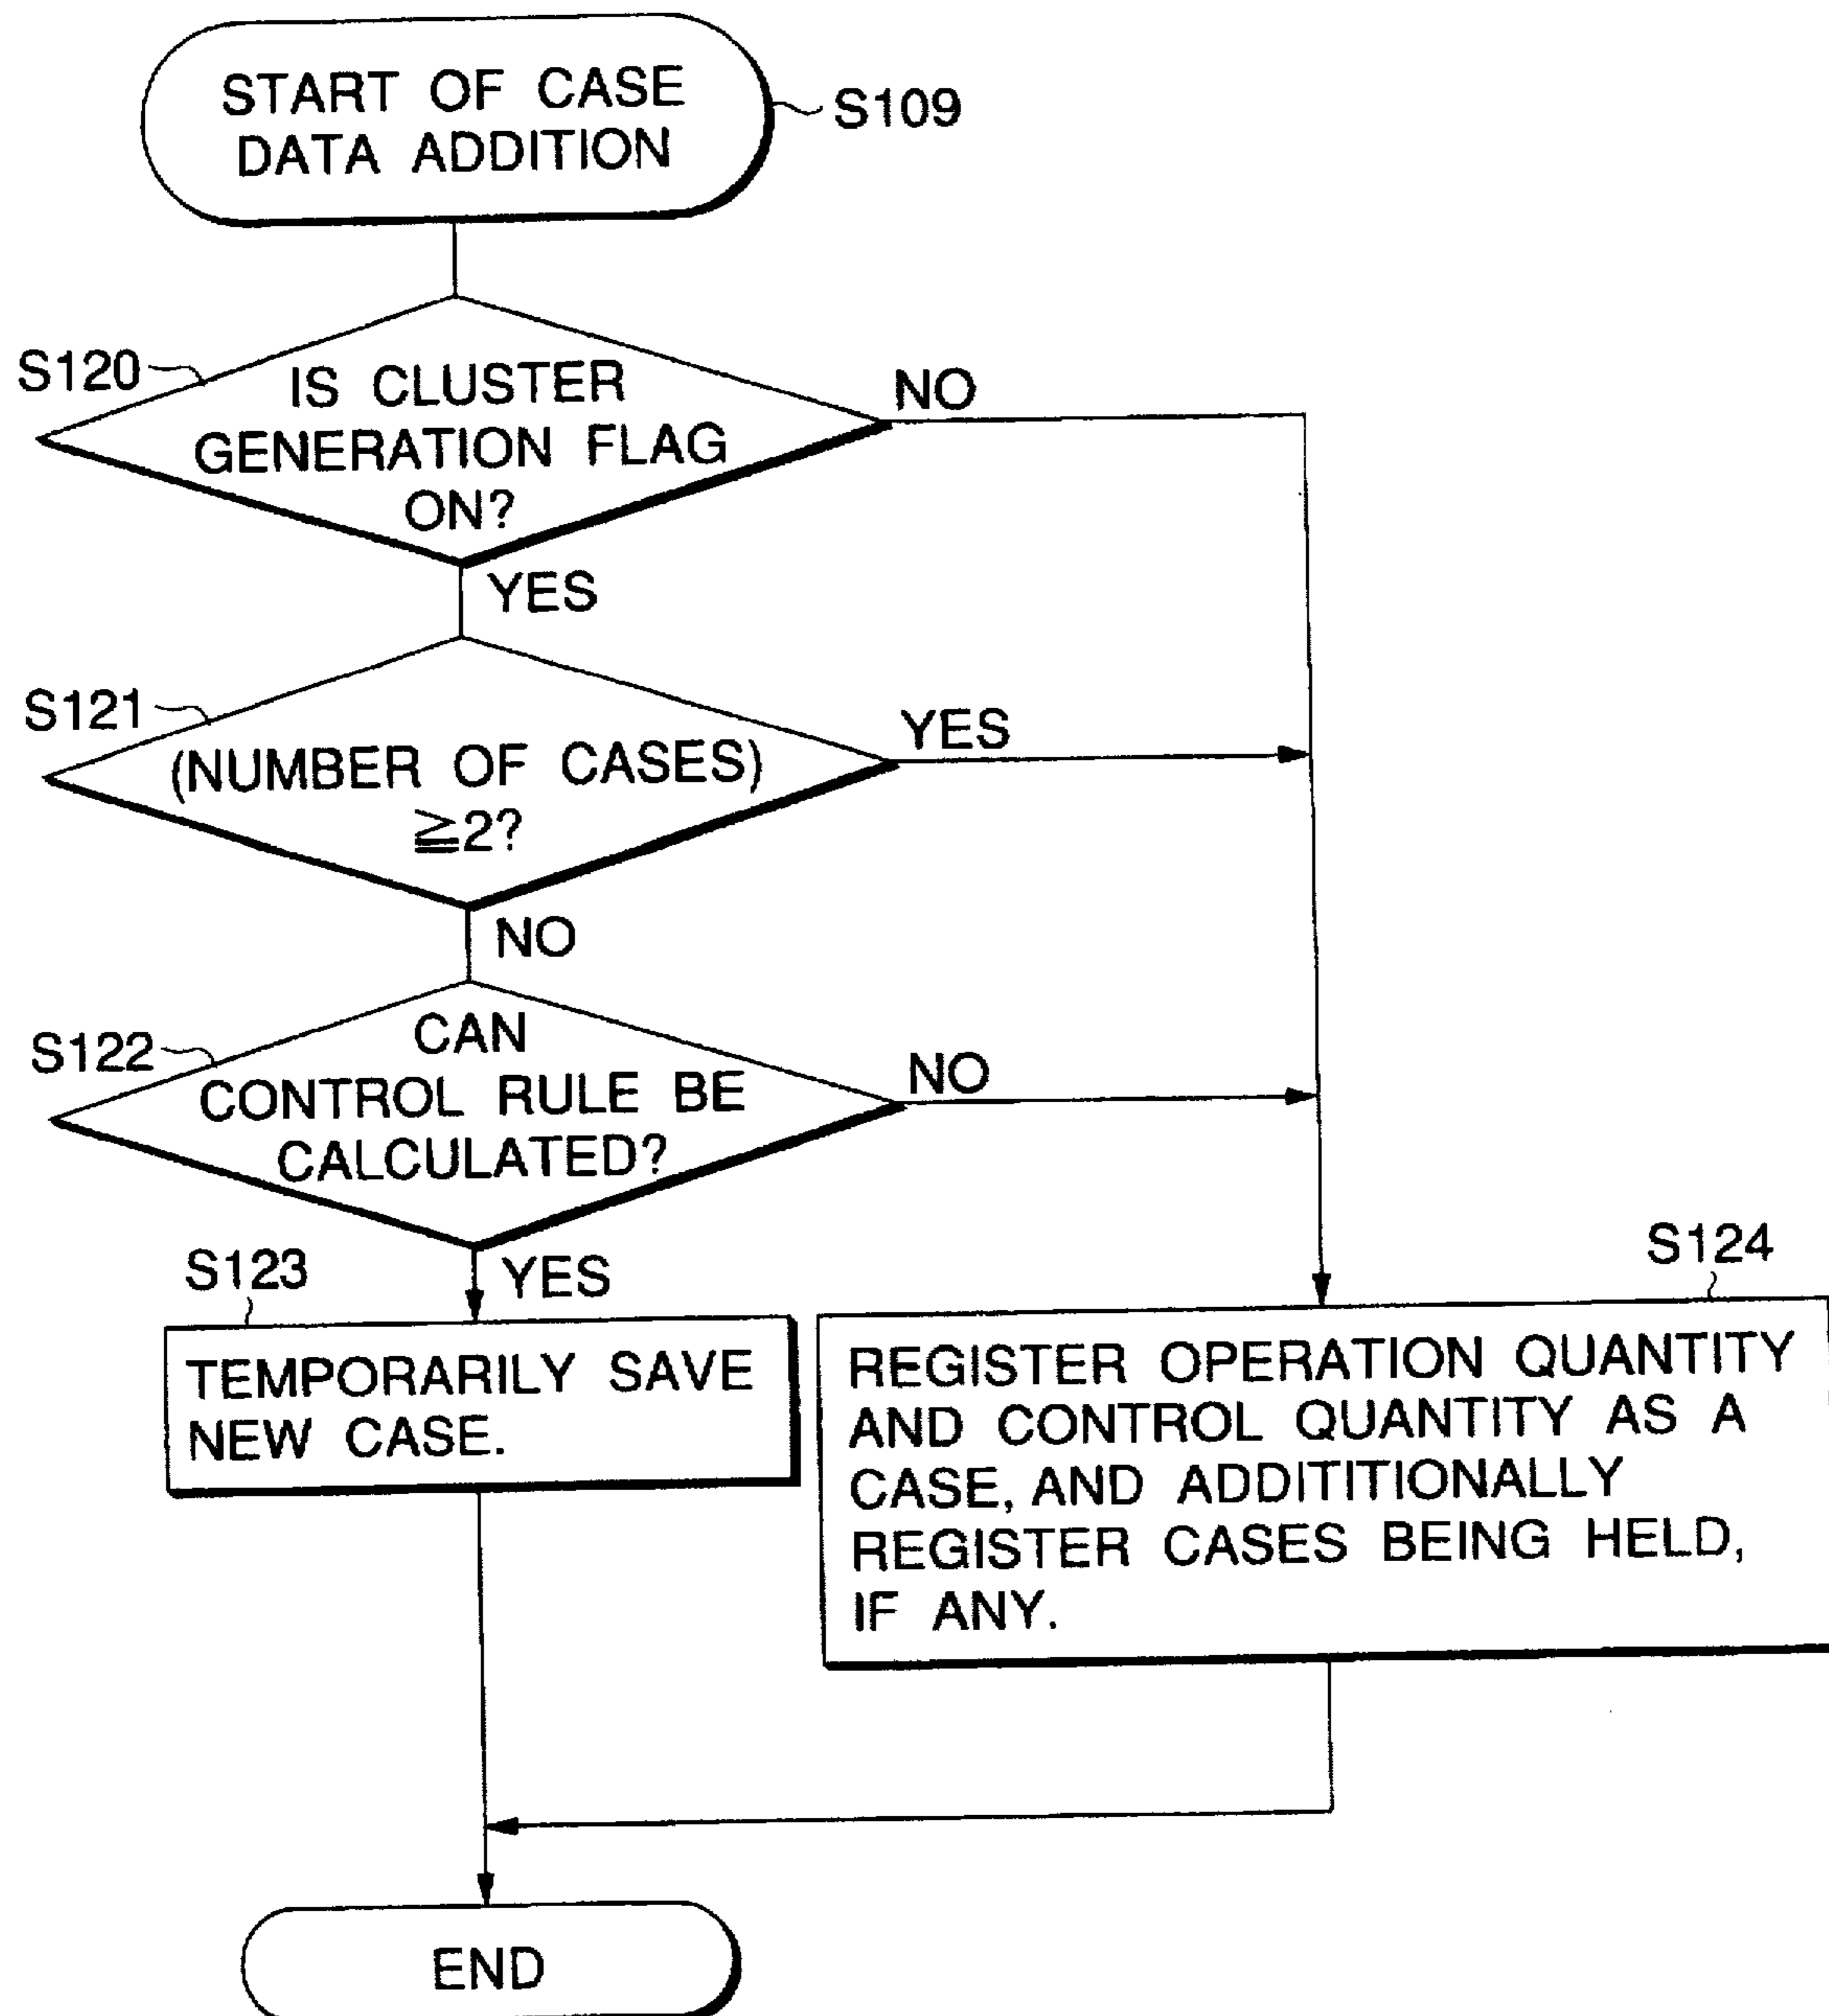 START OF CASE
DATA ADDITION
S109
S120
IS CLUSTER
GENERATION FLAG
ON?
NO
YES
S121
(NUMBER OF CASES)
≧2?
YES
NO
S122
CAN
CONTROL RULE BE
CALCULATED?
NO
YES
S123
TEMPORARILY SAVE
NEW CASE.
S124
REGISTER OPERATION QUANTITY
AND CONTROL QUANTITY AS A
CASE, AND ADDITITIONALLY
REGISTER CASES BEING HELD,
IF ANY.
END